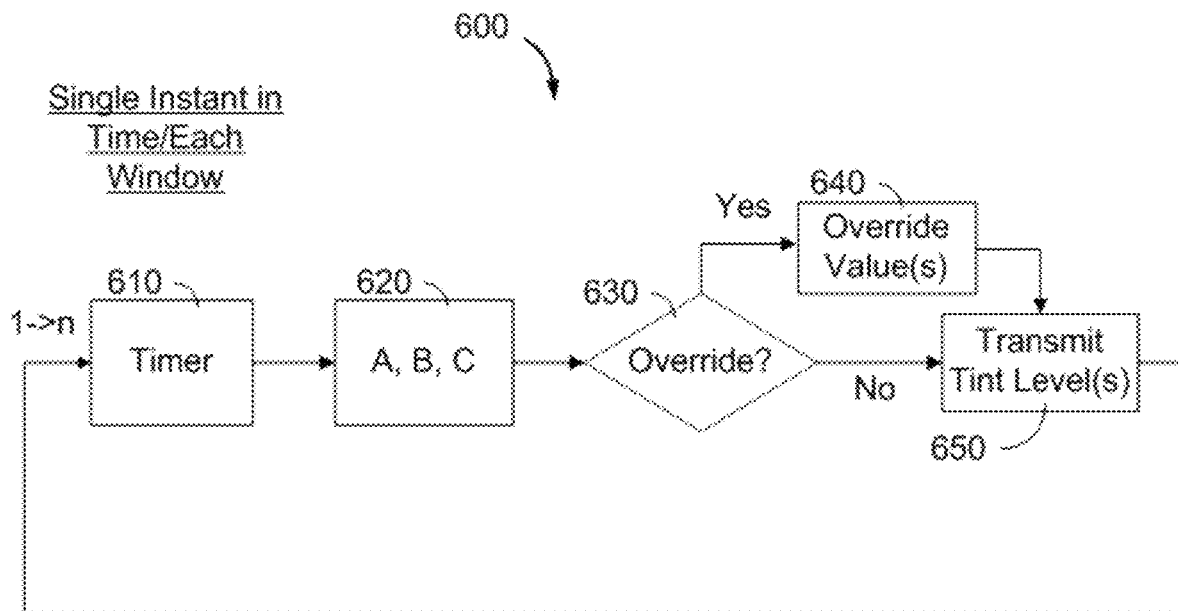 600
Single Instant in
Time/Each
Window
640
Yes
Override
Value(s)
610
620
630
1->n
Timer
A, B, C
Override?
No
Transmit
Tint Level(s)
650